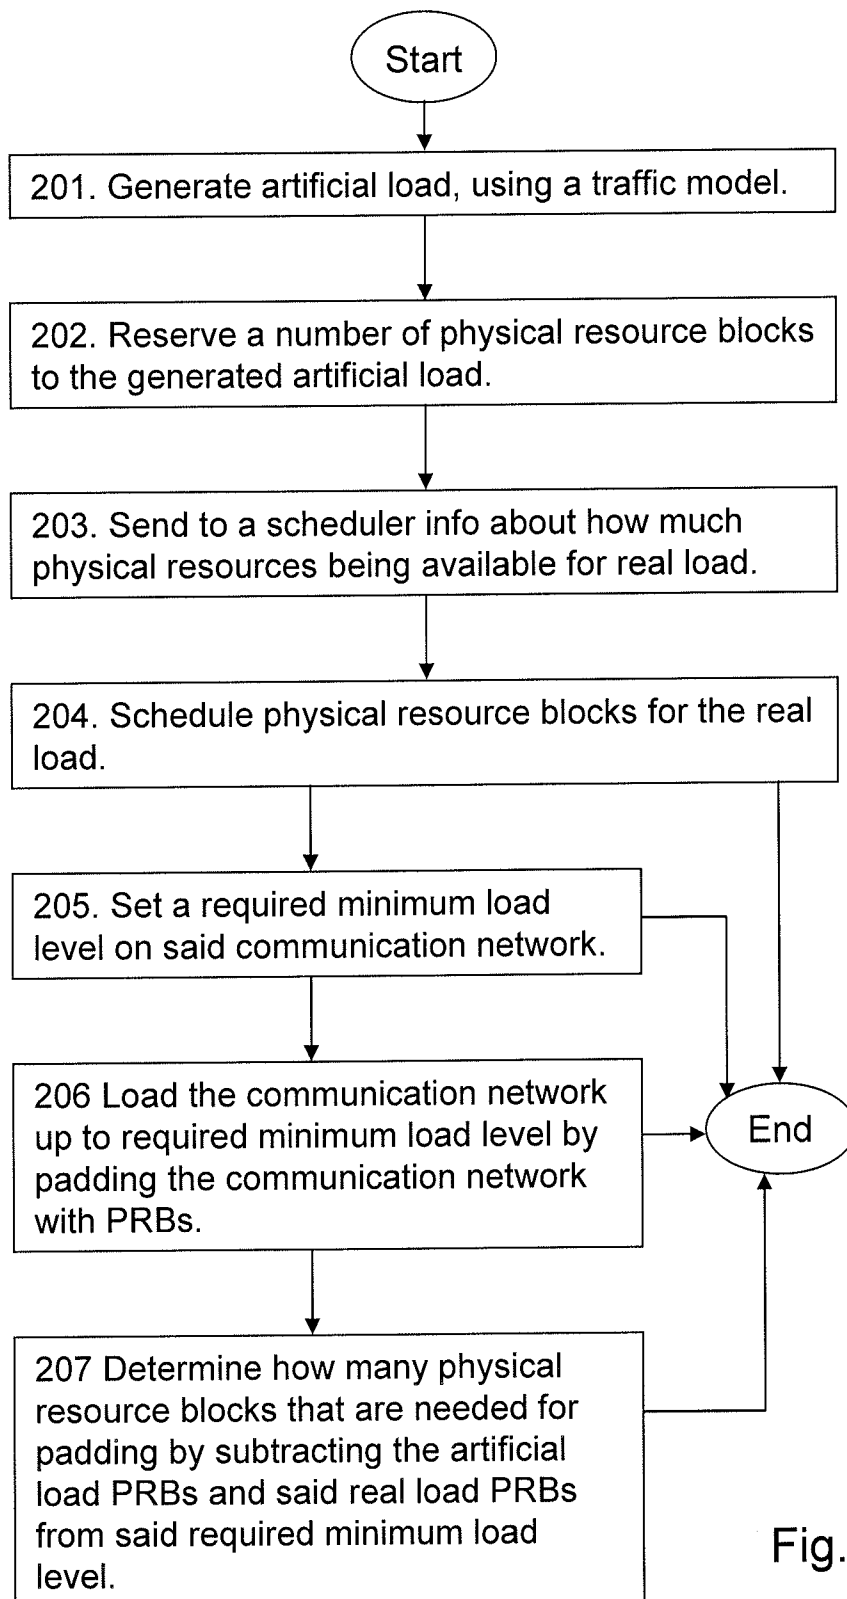 Start
201. Generate artificial load, using a traffic model.
202. Reserve a number of physical resource blocks
to the generated artificial load.
203. Send to a scheduler info about how much
physical resources being available for real load.
204. Schedule physical resource blocks for the real
load.
205. Set a required minimum load
level on said communication network.
206 Load the communication network
up to required minimum load level by
padding the communication network
with PRBs.
End
207 Determine how many physical
resource blocks that are needed for
padding by subtracting the artificial
load PRBs and said real load PRBs
from said required minimum load
level.
Fig.